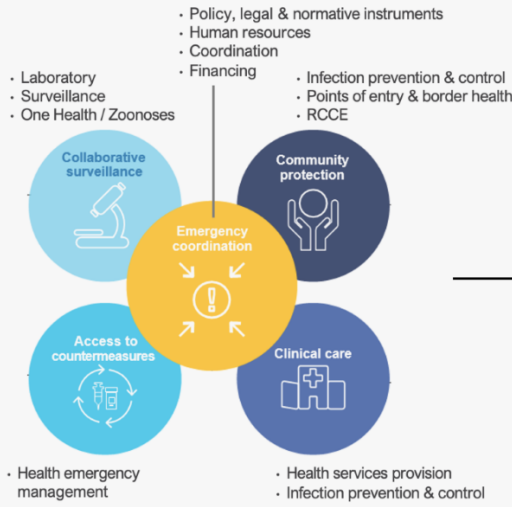 · Policy, legal & normative instruments
· Human resources
· Coordination
· Financing
· Laboratory
· Surveillance
· One Health / Zoonoses
· Infection prevention & control
· Points of entry & border health
· RCCE
Collaborative
surveillance
Community
protection
Emergency
coordination
Access to
countermeasures
Clinical care
· Health emergency
management
· Health services provision
· Infection prevention & control